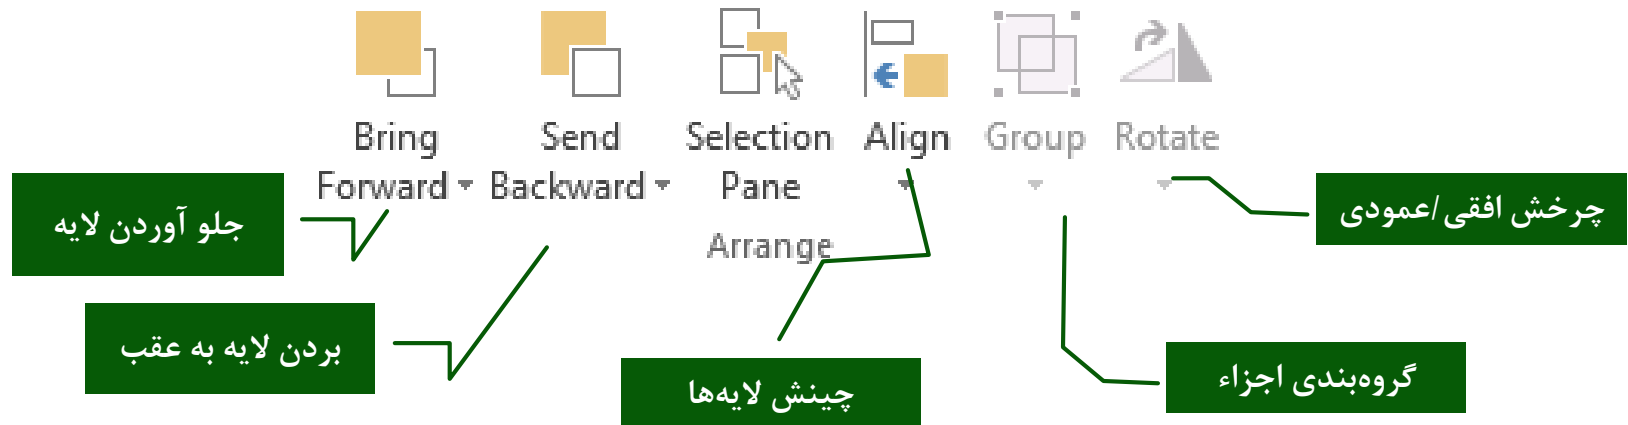 Bring Forward
Send Backward
Selection Pane
Align
Group
Rotate
Arrange
جلو آوردن لایه
چرخش افقی/عمودی
بردن لایه به عقب
چینش لایه‌ها
گروه‌بندی اجزاء